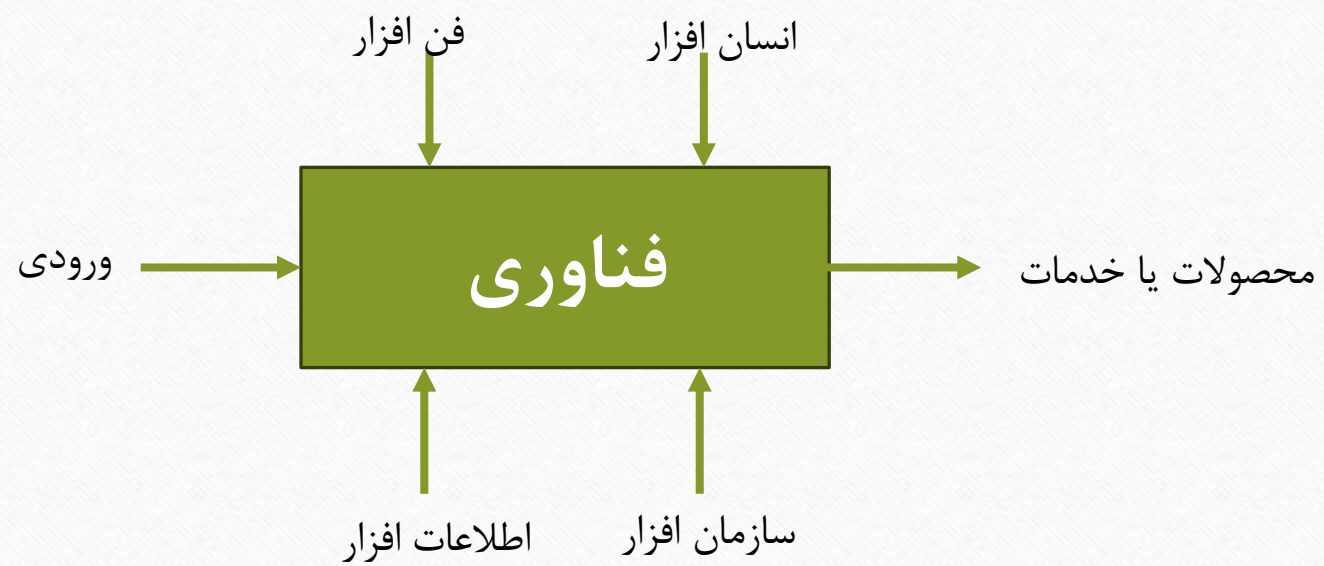 فن افزار
انسان افزار
ورودی
فناوری
محصولات یا خدمات
اطلاعات افزار
سازمان افزار